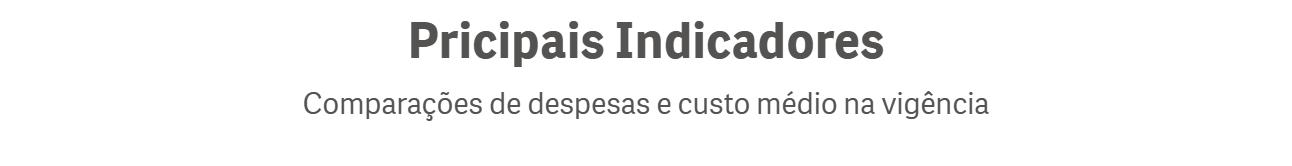 Pricipais Indicadores
Comparações de despesas e custo médio na vigência